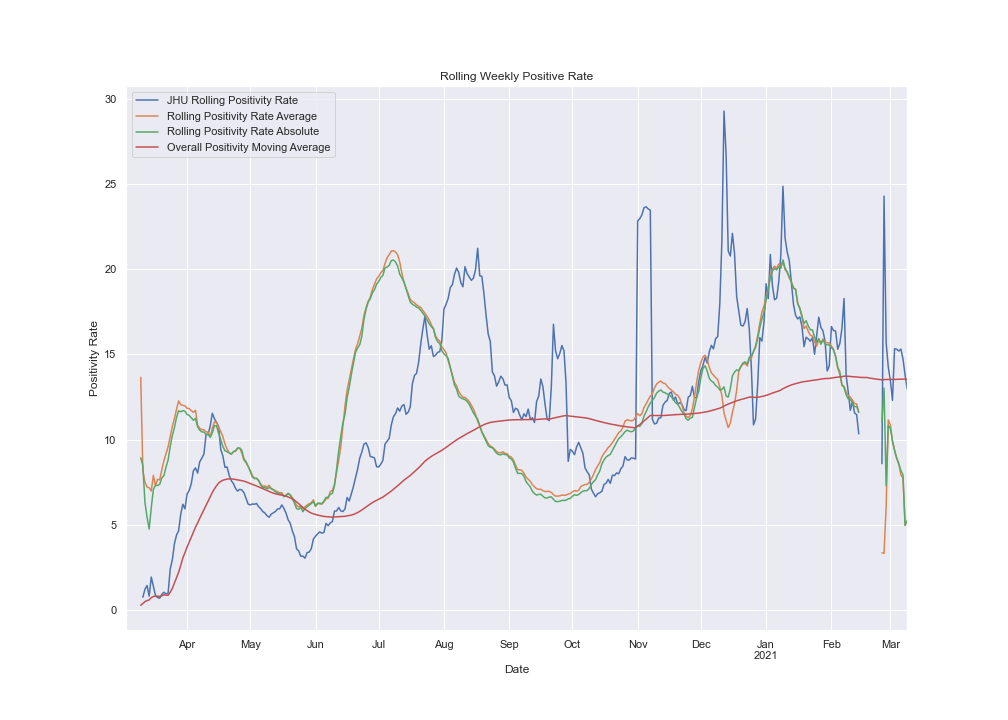 Rolling Weekly Positive Rate
JHU Rolling Positivity Rate
Rolling Positivity Rate Average
Rolling Positivity Rate Absolute
Overall Positivity Moving Average
30
25
20
15
10
5
0
Positivity Rate
Apr May Jun Jul Aug Sep Oct Nov Dec Jan Feb Mar
2021
Date